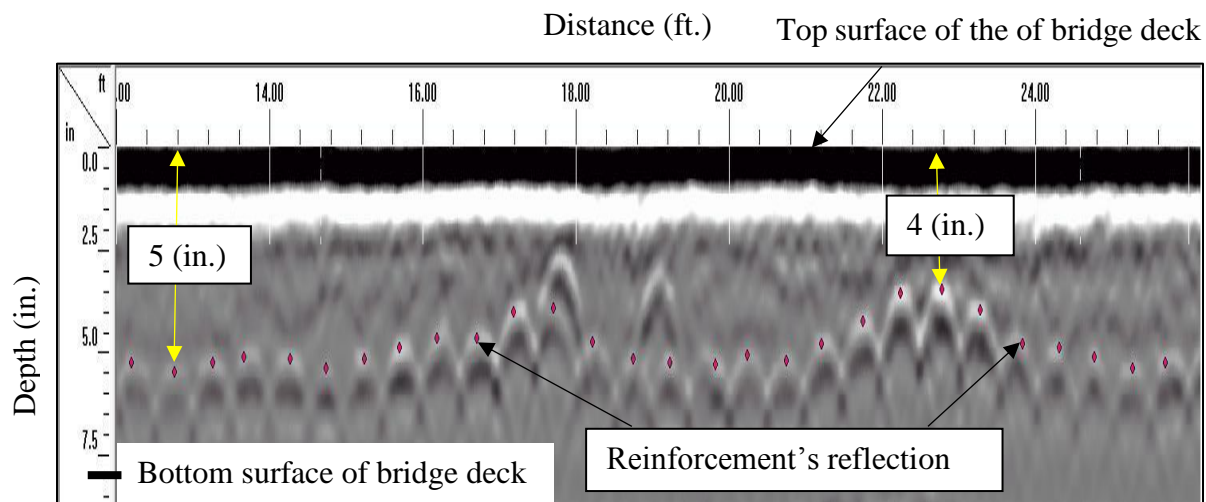 Distance (ft.)
Top surface of the of bridge deck
ft
.00 14.00 16.00 18.00 20.00 22.00 24.00
in
0.0
2.5
5 (in.)
4 (in.)
5.0
Depth (in.)
7.5
Reinforcement’s reflection
Bottom surface of bridge deck